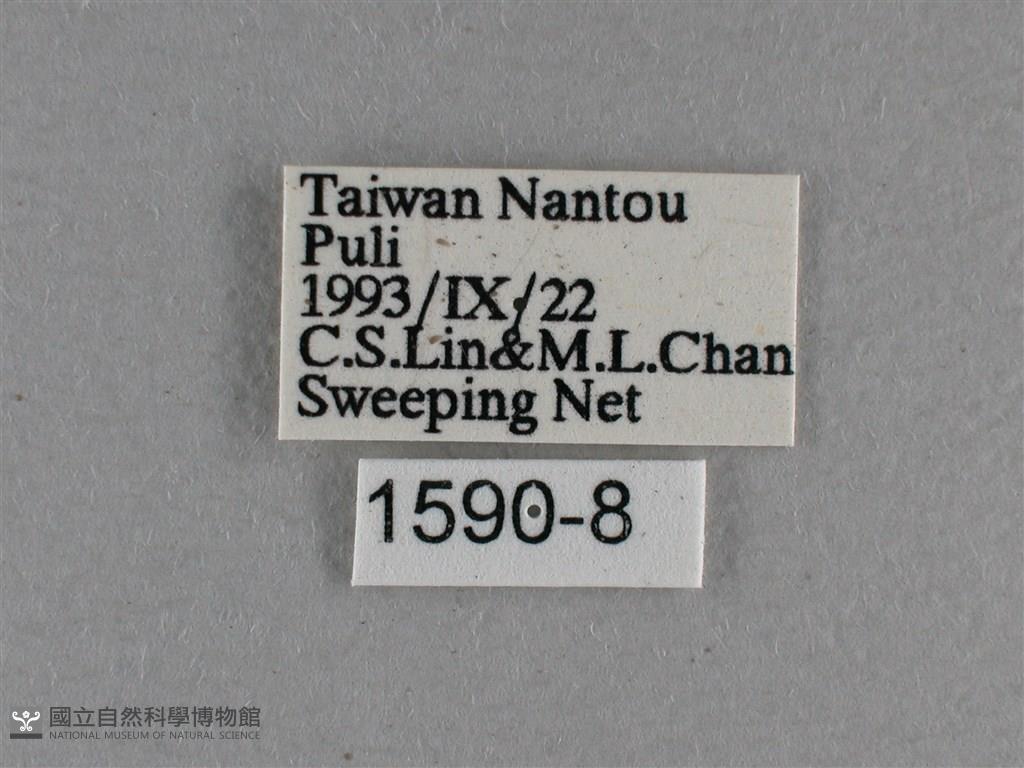 Taiwan Nantou
Puli
1993/IX/22
C.S.Lin&M.L.Chan
Sweeping Net
1590-8
國立自然科學博物館
NATIONAL MUSEUM OF NATURAL SCIENCE